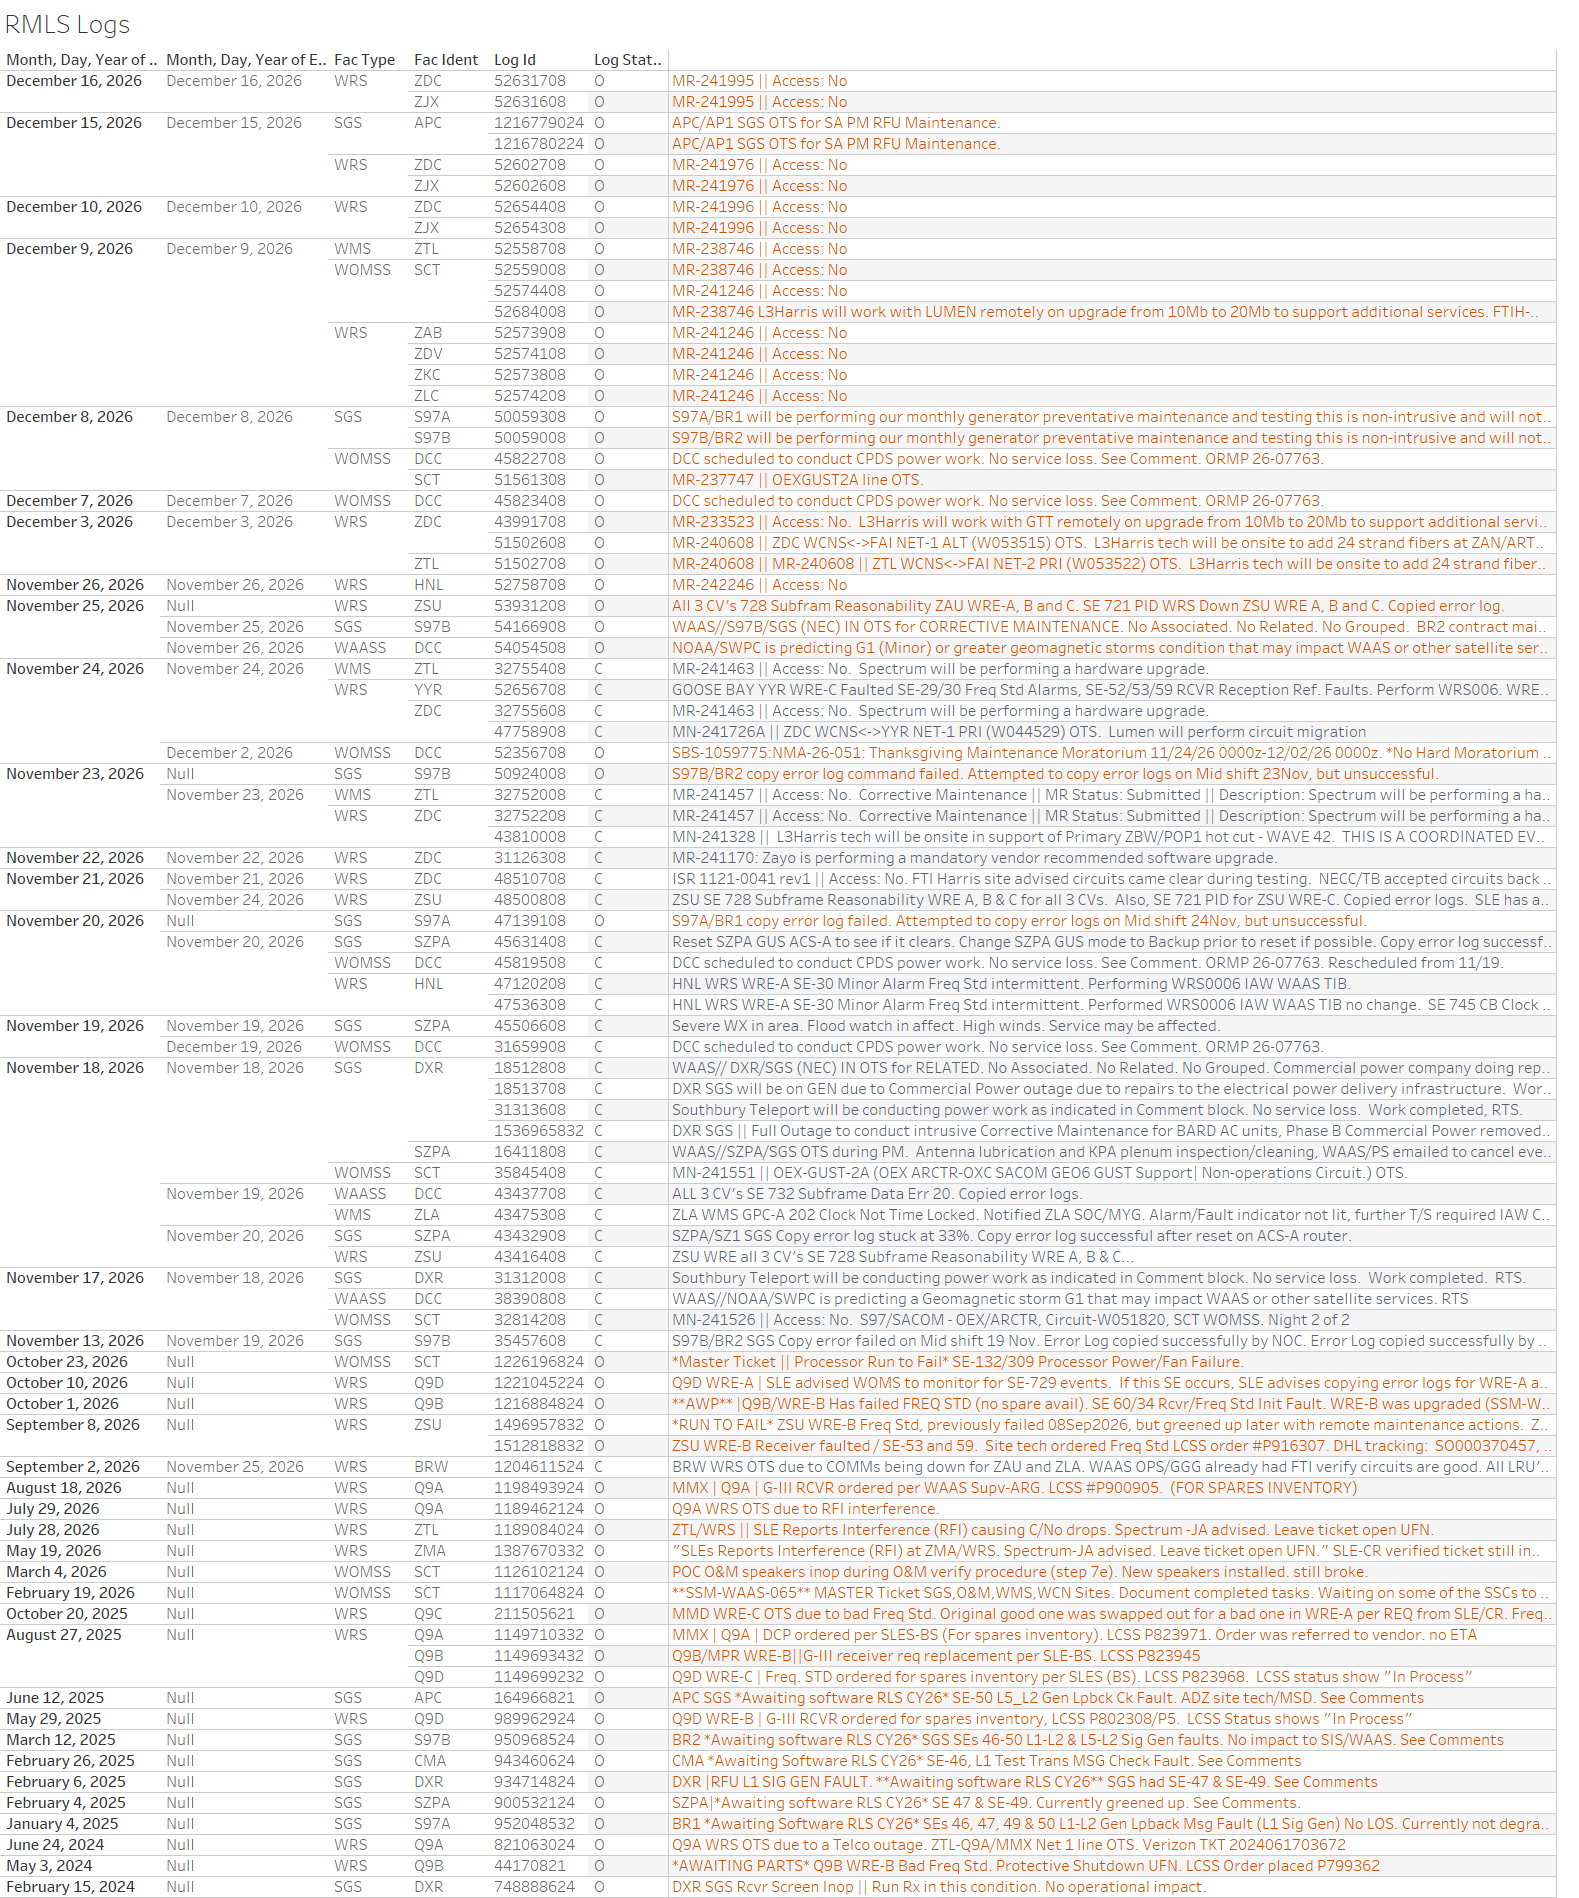 RMLS Logs
Month, Day, Year of .. Month, Day, Year of E.. Fac Type Fac Ident Log Id Log Stat..
December 16, 2026 December 16, 2026 WRS ZDC 52631708 O MR-241995 || Access: No
ZJX 52631608 O MR-241995 || Access: No
December 15, 2026 December 15, 2026 SGS APC 1216779024 O APC/AP1 SGS OTS for SA PM RFU Maintenance.
1216780224 O APC/AP1 SGS OTS for SA PM RFU Maintenance.
WRS ZDC 52602708 O MR-241976 || Access: No
ZJX 52602608 O MR-241976 || Access: No
December 10, 2026 December 10, 2026 WRS ZDC 52654408 O MR-241996 || Access: No
ZJX 52654308 O MR-241996 || Access: No
December 9, 2026 December 9, 2026 WMS ZTL 52558708 O MR-238746 || Access: No
WOMSS SCT 52559008 O MR-238746 || Access: No
52574408 O MR-241246 || Access: No
52684008 O MR-238746 L3Harris will work with LUMEN remotely on upgrade from 10Mb to 20Mb to support additional services. FTIH-..
WRS ZAB 52573908 O MR-241246 || Access: No
ZDV 52574108 O MR-241246 || Access: No
ZKC 52573808 O MR-241246 || Access: No
ZLC 52574208 O MR-241246 || Access: No
December 8, 2026 December 8, 2026 SGS S97A 50059308 O S97A/BR1 will be performing our monthly generator preventative maintenance and testing this is non-intrusive and will not..
S97B 50059008 O S97B/BR2 will be performing our monthly generator preventative maintenance and testing this is non-intrusive and will not..
WOMSS DCC 45822708 O DCC scheduled to conduct CPDS power work. No service loss. See Comment. ORMP 26-07763.
SCT 51561308 O MR-237747 || OEXGUST2A line OTS.
December 7, 2026 December 7, 2026 WOMSS DCC 45823408 O DCC scheduled to conduct CPDS power work. No service loss. See Comment. ORMP 26-07763.
December 3, 2026 December 3, 2026 WRS ZDC 43991708 O MR-233523 || Access: No. L3Harris will work with GTT remotely on upgrade from 10Mb to 20Mb to support additional servi..
51502608 O MR-240608 || ZDC WCNS<->FAI NET-1 ALT (W053515) OTS. L3Harris tech will be onsite to add 24 strand fibers at ZAN/ART..
ZTL 51502708 O MR-240608 || MR-240608 || ZTL WCNS<->FAI NET-2 PRI (W053522) OTS. L3Harris tech will be onsite to add 24 strand fiber..
November 26, 2026 November 26, 2026 WRS HNL 52758708 O MR-242246 || Access: No
November 25, 2026 Null WRS ZSU 53931208 O All 3 CV's 728 Subfram Reasonability ZAU WRE-A, B and C. SE 721 PID WRS Down ZSU WRE A, B and C. Copied error log.
November 25, 2026 SGS S97B 54166908 O WAAS//S97B/SGS (NEC) IN OTS for CORRECTIVE MAINTENANCE. No Associated. No Related. No Grouped. BR2 contract mai..
November 26, 2026 WAASS DCC 54054508 O NOAA/SWPC is predicting G1 (Minor) or greater geomagnetic storms condition that may impact WAAS or other satellite ser..
November 24, 2026 November 24, 2026 WMS ZTL 32755408 C MR-241463 || Access: No. Spectrum will be performing a hardware upgrade.
WRS YYR 52656708 C GOOSE BAY YYR WRE-C Faulted SE-29/30 Freq Std Alarms, SE-52/53/59 RCVR Reception Ref. Faults. Perform WRS006. WRE..
ZDC 32755608 C MR-241463 || Access: No. Spectrum will be performing a hardware upgrade.
47758908 C MN-241726A || ZDC WCNS<->YYR NET-1 PRI (W044529) OTS. Lumen will perform circuit migration
December 2, 2026 WOMSS DCC 52356708 O SBS-1059775:NMA-26-051: Thanksgiving Maintenance Moratorium 11/24/26 0000z-12/02/26 0000z. *No Hard Moratorium ..
November 23, 2026 Null SGS S97B 50924008 O S97B/BR2 copy error log command failed. Attempted to copy error logs on Mid shift 23Nov, but unsuccessful.
November 23, 2026 WMS ZTL 32752008 C MR-241457 || Access: No. Corrective Maintenance || MR Status: Submitted || Description: Spectrum will be performing a ha..
WRS ZDC 32752208 C MR-241457 || Access: No. Corrective Maintenance || MR Status: Submitted || Description: Spectrum will be performing a ha..
43810008 C MN-241328 || L3Harris tech will be onsite in support of Primary ZBW/POP1 hot cut - WAVE 42. THIS IS A COORDINATED EV..
November 22, 2026 November 22, 2026 WRS ZDC 31126308 C MR-241170: Zayo is performing a mandatory vendor recommended software upgrade.
November 21, 2026 November 21, 2026 WRS ZDC 48510708 C ISR 1121-0041 rev1 || Access: No. FTI Harris site advised circuits came clear during testing. NECC/TB accepted circuits back ..
November 24, 2026 WRS ZSU 48500808 C ZSU SE 728 Subframe Reasonability WRE A, B & C for all 3 CVs. Also, SE 721 PID for ZSU WRE-C. Copied error logs. SLE has a..
November 20, 2026 Null SGS S97A 47139108 O S97A/BR1 copy error log failed. Attempted to copy error logs on Mid shift 24Nov, but unsuccessful.
November 20, 2026 SGS SZPA 45631408 C Reset SZPA GUS ACS-A to see if it clears. Change SZPA GUS mode to Backup prior to reset if possible. Copy error log successf..
WOMSS DCC 45819508 C DCC scheduled to conduct CPDS power work. No service loss. See Comment. ORMP 26-07763. Rescheduled from 11/19.
WRS HNL 47120208 C HNL WRS WRE-A SE-30 Minor Alarm Freq Std intermittent. Performing WRS0006 IAW WAAS TIB.
47536308 C HNL WRS WRE-A SE-30 Minor Alarm Freq Std intermittent. Performed WRS0006 IAW WAAS TIB no change. SE 745 CB Clock ..
November 19, 2026 November 19, 2026 SGS SZPA 45506608 C Severe WX in area. Flood watch in affect. High winds. Service may be affected.
December 19, 2026 WOMSS DCC 31659908 C DCC scheduled to conduct CPDS power work. No service loss. See Comment. ORMP 26-07763.
November 18, 2026 November 18, 2026 SGS DXR 18512808 C WAAS// DXR/SGS (NEC) IN OTS for RELATED. No Associated. No Related. No Grouped. Commercial power company doing rep..
18513708 C DXR SGS will be on GEN due to Commercial Power outage due to repairs to the electrical power delivery infrastructure. Wor..
31313608 C Southbury Teleport will be conducting power work as indicated in Comment block. No service loss. Work completed, RTS.
1536965832 C DXR SGS || Full Outage to conduct intrusive Corrective Maintenance for BARD AC units, Phase B Commercial Power removed..
SZPA 16411808 C WAAS//SZPA/SGS OTS during PM. Antenna lubrication and KPA plenum inspection/cleaning, WAAS/PS emailed to cancel eve..
WOMSS SCT 35845408 C MN-241551 || OEX-GUST-2A (OEX ARCTR-OXC SACOM GEO6 GUST Support| Non-operations Circuit.) OTS.
November 19, 2026 WAASS DCC 43437708 C ALL 3 CV's SE 732 Subframe Data Err 20. Copied error logs.
WMS ZLA 43475308 C ZLA WMS GPC-A 202 Clock Not Time Locked. Notified ZLA SOC/MYG. Alarm/Fault indicator not lit, further T/S required IAW C..
November 20, 2026 SGS SZPA 43432908 C SZPA/SZ1 SGS Copy error log stuck at 33%. Copy error log successful after reset on ACS-A router.
WRS ZSU 43416408 C ZSU WRE all 3 CV's SE 728 Subframe Reasonability WRE A, B & C...
November 17, 2026 November 18, 2026 SGS DXR 31312008 C Southbury Teleport will be conducting power work as indicated in Comment block. No service loss. Work completed. RTS.
WAASS DCC 38390808 C WAAS//NOAA/SWPC is predicting a Geomagnetic storm G1 that may impact WAAS or other satellite services. RTS
WOMSS SCT 32814208 C MN-241526 || Access: No. S97/SACOM - OEX/ARCTR, Circuit-W051820, SCT WOMSS. Night 2 of 2
November 13, 2026 November 19, 2026 SGS S97B 35457608 C S97B/BR2 SGS Copy error failed on Mid shift 19 Nov. Error Log copied successfully by NOC. Error Log copied successfully by ..
October 23, 2026 Null WOMSS SCT 1226196824 O *Master Ticket || Processor Run to Fail* SE-132/309 Processor Power/Fan Failure.
October 10, 2026 Null WRS Q9D 1221045224 O Q9D WRE-A | SLE advised WOMS to monitor for SE-729 events. If this SE occurs, SLE advises copying error logs for WRE-A a..
October 1, 2026 Null WRS Q9B 1216884824 O **AWP** |Q9B/WRE-B Has failed FREQ STD (no spare avail). SE 60/34 Rcvr/Freq Std Init Fault. WRE-B was upgraded (SSM-W..
September 8, 2026 Null WRS ZSU 1496957832 O *RUN TO FAIL* ZSU WRE-B Freq Std, previously failed 08Sep2026, but greened up later with remote maintenance actions. Z..
1512818832 O ZSU WRE-B Receiver faulted / SE-53 and 59. Site tech ordered Freq Std LCSS order #P916307. DHL tracking: SO000370457, ..
September 2, 2026 November 25, 2026 WRS BRW 1204611524 C BRW WRS OTS due to COMMs being down for ZAU and ZLA. WAAS OPS/GGG already had FTI verify circuits are good. All LRU'..
August 18, 2026 Null WRS Q9A 1198493924 O MMX | Q9A | G-III RCVR ordered per WAAS Supv-ARG. LCSS #P900905. (FOR SPARES INVENTORY)
July 29, 2026 Null WRS Q9A 1189462124 O Q9A WRS OTS due to RFI interference.
July 28, 2026 Null WRS ZTL 1189084024 O ZTL/WRS || SLE Reports Interference (RFI) causing C/No drops. Spectrum -JA advised. Leave ticket open UFN.
May 19, 2026 Null WRS ZMA 1387670332 O "SLEs Reports Interference (RFI) at ZMA/WRS. Spectrum-JA advised. Leave ticket open UFN." SLE-CR verified ticket still in..
March 4, 2026 Null WOMSS SCT 1126102124 O POC O&M speakers inop during O&M verify procedure (step 7e). New speakers installed. still broke.
February 19, 2026 Null WOMSS SCT 1117064824 O **SSM-WAAS-065** MASTER Ticket SGS,O&M,WMS,WCN Sites. Document completed tasks. Waiting on some of the SSCs to ..
October 20, 2025 Null WRS Q9C 211505621 O MMD WRE-C OTS due to bad Freq Std. Original good one was swapped out for a bad one in WRE-A per REQ from SLE/CR. Freq..
August 27, 2025 Null WRS Q9A 1149710332 O MMX | Q9A | DCP ordered per SLES-BS (For spares inventory). LCSS P823971. Order was referred to vendor. no ETA
Q9B 1149693432 O Q9B/MPR WRE-B||G-III receiver req replacement per SLE-BS. LCSS P823945
Q9D 1149699232 O Q9D WRE-C | Freq. STD ordered for spares inventory per SLES (BS). LCSS P823968. LCSS status show "In Process"
June 12, 2025 Null SGS APC 164966821 O APC SGS *Awaiting software RLS CY26* SE-50 L5_L2 Gen Lpbck Ck Fault. ADZ site tech/MSD. See Comments
May 29, 2025 Null WRS Q9D 989962924 O Q9D WRE-B | G-III RCVR ordered for spares inventory, LCSS P802308/P5. LCSS Status shows "In Process"
March 12, 2025 Null SGS S97B 950968524 O BR2 *Awaiting software RLS CY26* SGS SEs 46-50 L1-L2 & L5-L2 Sig Gen faults. No impact to SIS/WAAS. See Comments
February 26, 2025 Null SGS CMA 943460624 O CMA *Awaiting Software RLS CY26* SE-46, L1 Test Trans MSG Check Fault. See Comments
February 6, 2025 Null SGS DXR 934714824 O DXR |RFU L1 SIG GEN FAULT. **Awaiting software RLS CY26** SGS had SE-47 & SE-49. See Comments
February 4, 2025 Null SGS SZPA 900532124 O SZPA|*Awaiting software RLS CY26* SE 47 & SE-49. Currently greened up. See Comments.
January 4, 2025 Null SGS S97A 952048532 O BR1 *Awaiting Software RLS CY26* SEs 46, 47, 49 & 50 L1-L2 Gen Lpback Msg Fault (L1 Sig Gen) No LOS. Currently not degra..
June 24, 2024 Null WRS Q9A 821063024 O Q9A WRS OTS due to a Telco outage. ZTL-Q9A/MMX Net 1 line OTS. Verizon TKT 2024061703672
May 3, 2024 Null WRS Q9B 44170821 O *AWAITING PARTS* Q9B WRE-B Bad Freq Std. Protective Shutdown UFN. LCSS Order placed P799362
February 15, 2024 Null SGS DXR 748888624 O DXR SGS Rcvr Screen Inop || Run Rx in this condition. No operational impact.